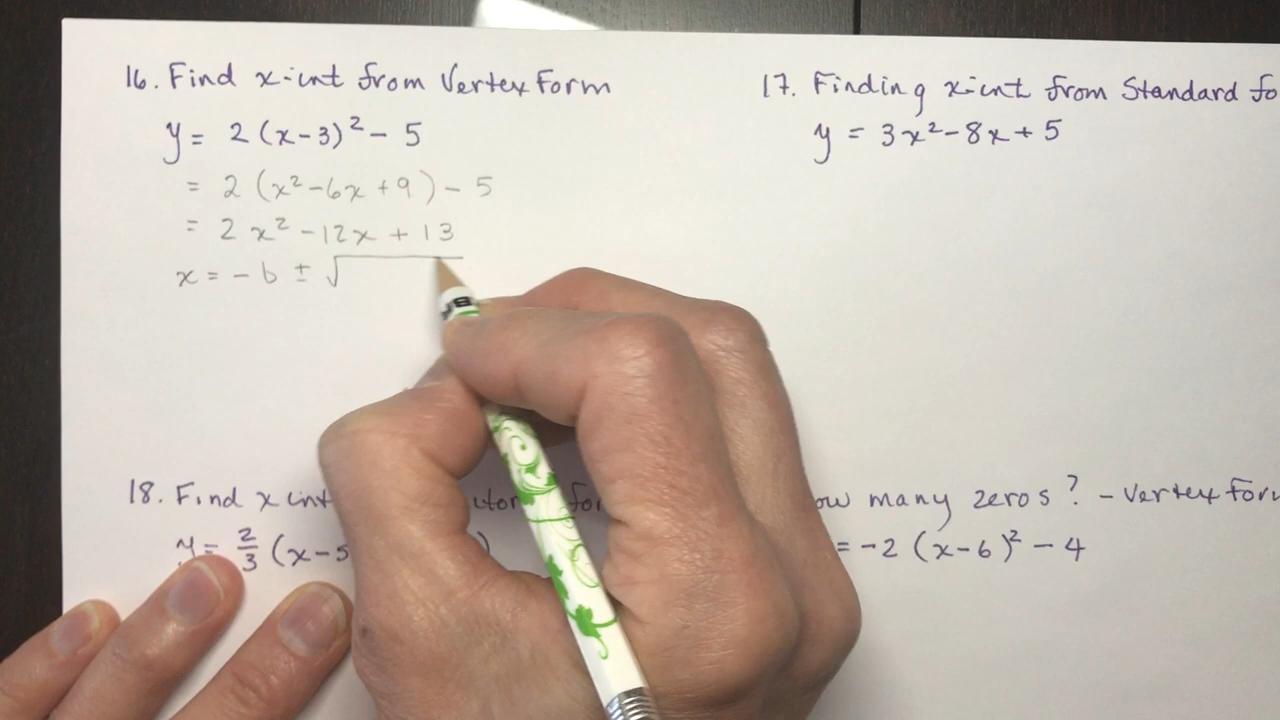 16. Find x-int from Vertex Form
y = 2(x-3)² - 5
= 2(x²-6x+9) - 5
= 2x² - 12x + 13
x = -b ± √
17. Finding x-int from Standard fo
y = 3x² - 8x + 5
18. Find x int
y = 2/3 (x-5
ow many zeros? - Vertex Form
= -2(x-6)² - 4